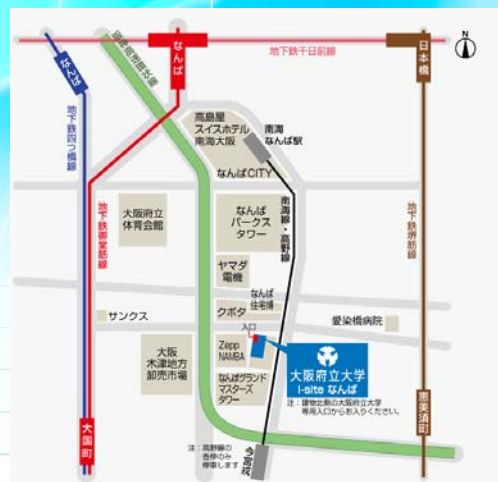 なんば
なんば
日本橋
N
地下鉄千日前線
阪神高速環状線
高島屋
スイスホテル
南海大阪
南海
なんば駅
なんばCITY
地下鉄四つ橋線
地下鉄御堂筋線
大阪府立
体育会館
なんば
パークス
タワー
南海線・高野線
地下鉄堺筋線
ヤマダ
電機
なんば
住宅博
クボタ
サンクス
愛染橋病院
入口
大阪
木津地方
卸売市場
Zepp
NAMBA
大阪府立大学
I-site なんば
注：建物北側の大阪府立大学
専用入口からお入りください。
なんばグランド
マスターズ
タワー
大国町
恵美須町
注：高野線の
各停のみ
停車します
今宮戎